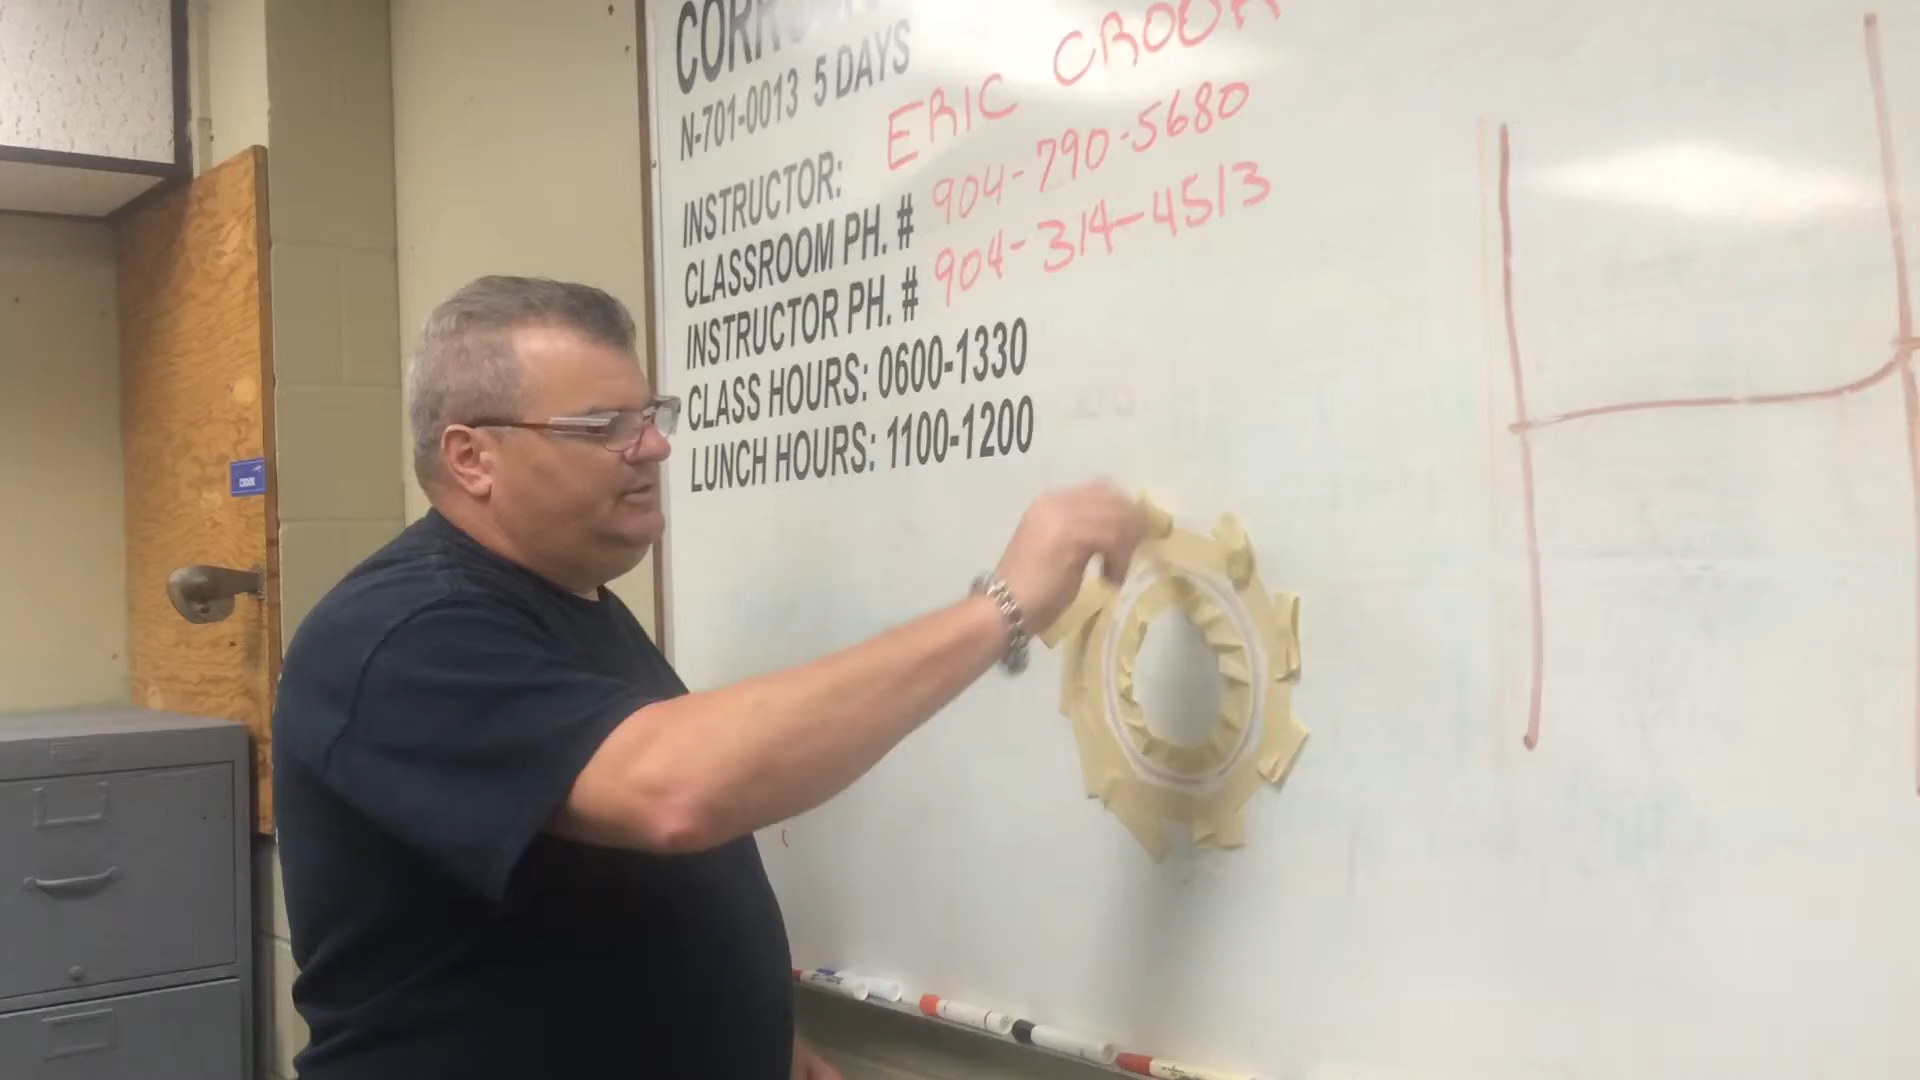 N-701-0013 5 DAYS
INSTRUCTOR: ERIC CROOK
CLASSROOM PH. # 904-790-5680
INSTRUCTOR PH. # 904-314-4513
CLASS HOURS: 0600-1330
LUNCH HOURS: 1100-1200